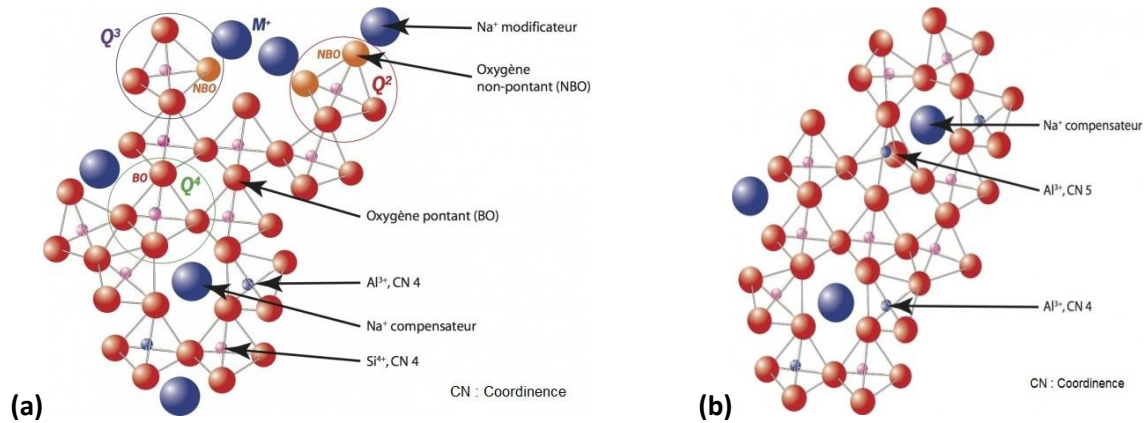 Q³
M⁺
NBO
NBO
Q²
BO
Q⁴
Na⁺ modificateur
Oxygène
non-pontant (NBO)
Oxygène pontant (BO)
Al³⁺, CN 4
Na⁺ compensateur
Si⁴⁺, CN 4
CN : Coordinence
(a)
Na⁺ compensateur
Al³⁺, CN 5
Al³⁺, CN 4
CN : Coordinence
(b)